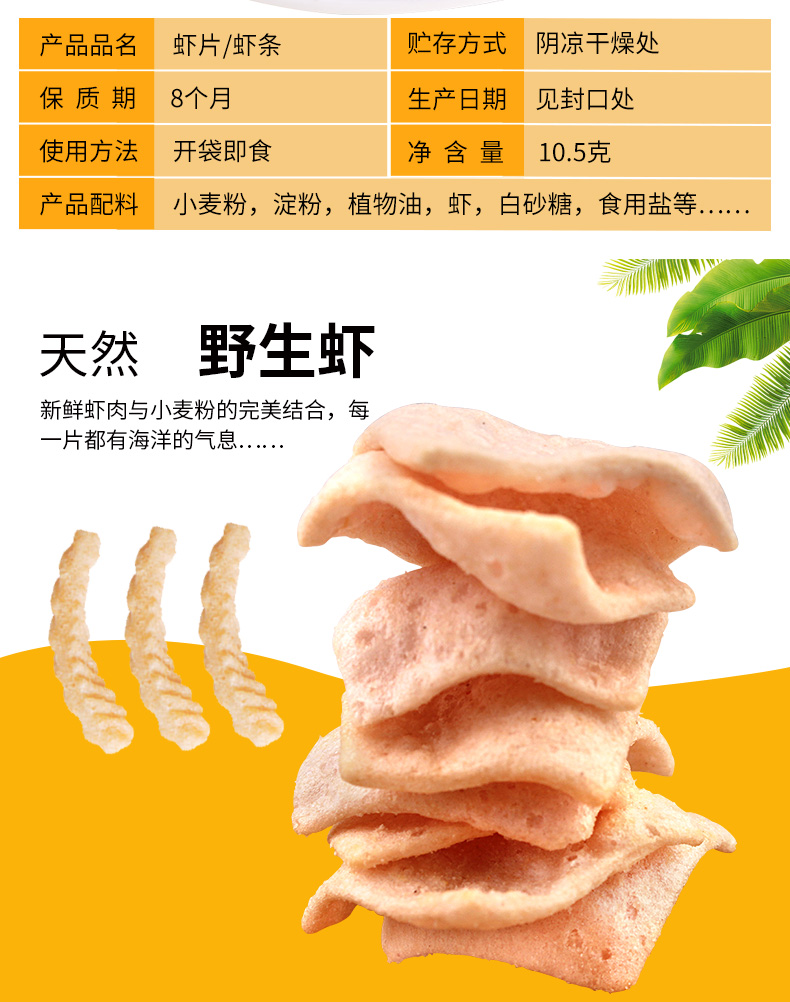 产品品名 虾片/虾条 贮存方式 阴凉干燥处
保质期 8个月 生产日期 见封口处
使用方法 开袋即食 净含量 10.5克
产品配料 小麦粉，淀粉，植物油，虾，白砂糖，食用盐等……
天然 野生虾
新鲜虾肉与小麦粉的完美结合，每
一片都有海洋的气息……